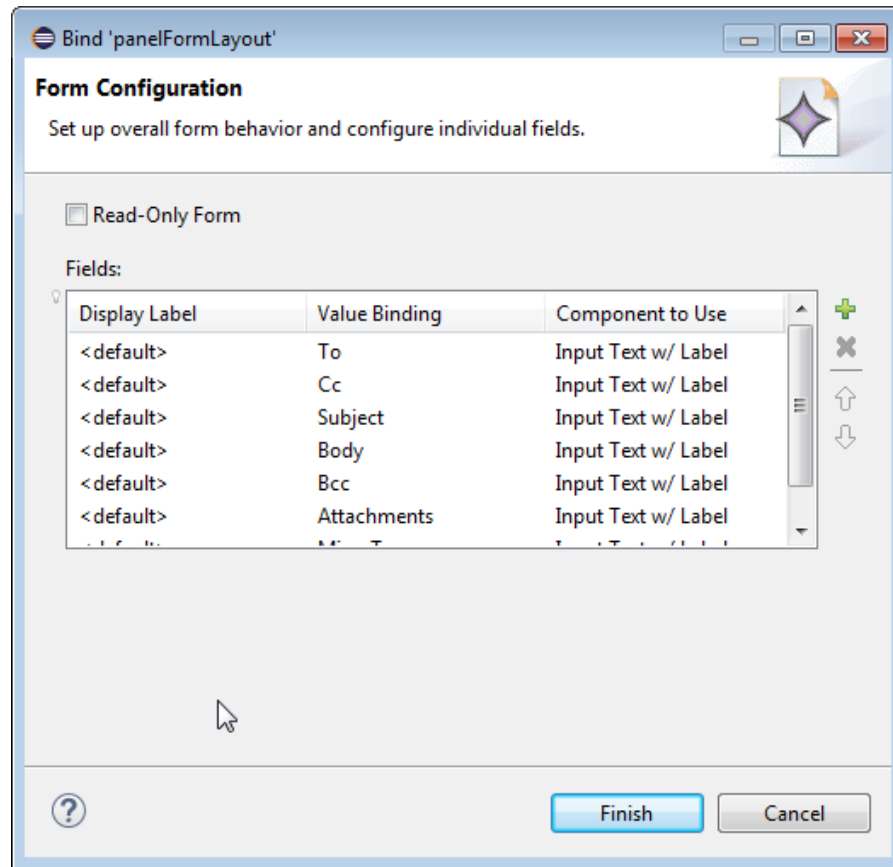 Bind 'panelFormLayout'
Form Configuration
Set up overall form behavior and configure individual fields.
Read-Only Form
Fields:
Display Label Value Binding Component to Use
<default> To Input Text w/ Label
<default> Cc Input Text w/ Label
<default> Subject Input Text w/ Label
<default> Body Input Text w/ Label
<default> Bcc Input Text w/ Label
<default> Attachments Input Text w/ Label
Finish Cancel